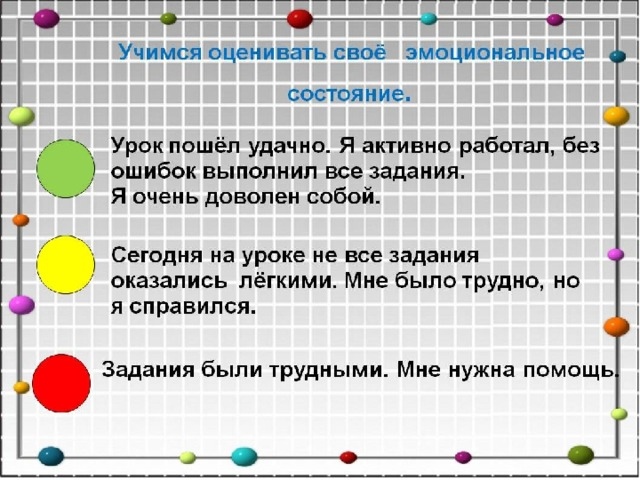 Учимся оценивать своё эмоциональное
состояние.
Урок пошёл удачно. Я активно работал, без
ошибок выполнил все задания.
Я очень доволен собой.
Сегодня на уроке не все задания
оказались лёгкими. Мне было трудно, но
я справился.
Задания были трудными. Мне нужна помощь.